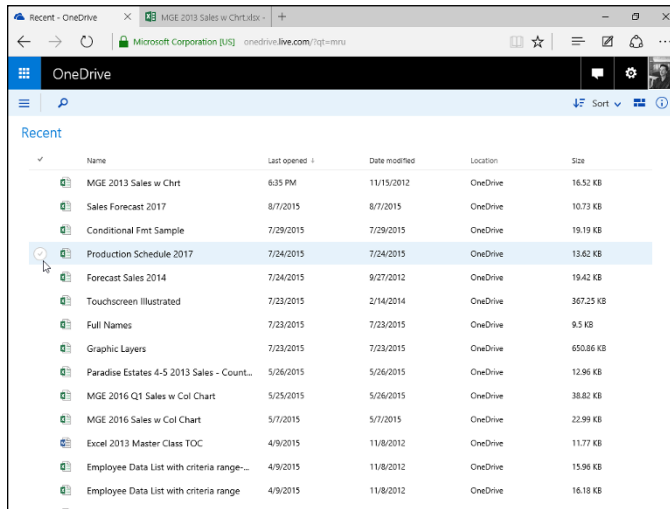 Recent - OneDrive
MGE 2013 Sales w Chrt.xlsx -
Microsoft Corporation [US] onedrive.live.com/?qt=mru
OneDrive
Sort
Recent
Name Last opened Date modified Location Size
MGE 2013 Sales w Chrt 6:35 PM 11/15/2012 OneDrive 16.52 KB
Sales Forecast 2017 8/7/2015 8/7/2015 OneDrive 10.73 KB
Conditional Fmt Sample 7/29/2015 7/29/2015 OneDrive 19.19 KB
Production Schedule 2017 7/24/2015 7/24/2015 OneDrive 13.62 KB
Forecast Sales 2014 7/24/2015 9/27/2012 OneDrive 19.42 KB
Touchscreen Illustrated 7/23/2015 2/14/2014 OneDrive 367.25 KB
Full Names 7/23/2015 7/23/2015 OneDrive 9.5 KB
Graphic Layers 7/23/2015 7/23/2015 OneDrive 650.86 KB
Paradise Estates 4-5 2013 Sales - Count... 5/26/2015 5/26/2015 OneDrive 12.96 KB
MGE 2016 Q1 Sales w Col Chart 5/25/2015 5/26/2015 OneDrive 38.82 KB
MGE 2016 Sales w Col Chart 5/7/2015 5/7/2015 OneDrive 22.99 KB
Excel 2013 Master Class TOC 4/9/2015 11/8/2012 OneDrive 11.77 KB
Employee Data List with criteria range-... 4/9/2015 11/8/2012 OneDrive 15.96 KB
Employee Data List with criteria range 4/9/2015 11/8/2012 OneDrive 16.18 KB